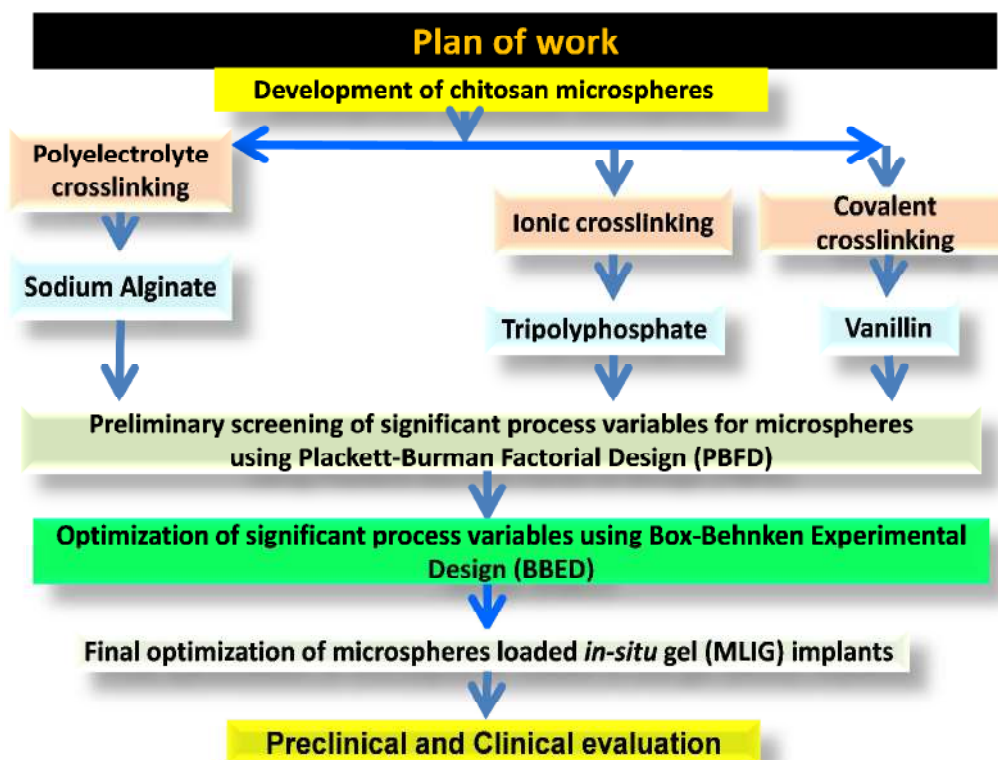 Plan of work
Development of chitosan microspheres
Polyelectrolyte
crosslinking
Ionic crosslinking
Covalent
crosslinking
Sodium Alginate
Tripolyphosphate
Vanillin
Preliminary screening of significant process variables for microspheres
using Plackett-Burman Factorial Design (PBFD)
Optimization of significant process variables using Box-Behnken Experimental
Design (BBED)
Final optimization of microspheres loaded in-situ gel (MLIG) implants
Preclinical and Clinical evaluation